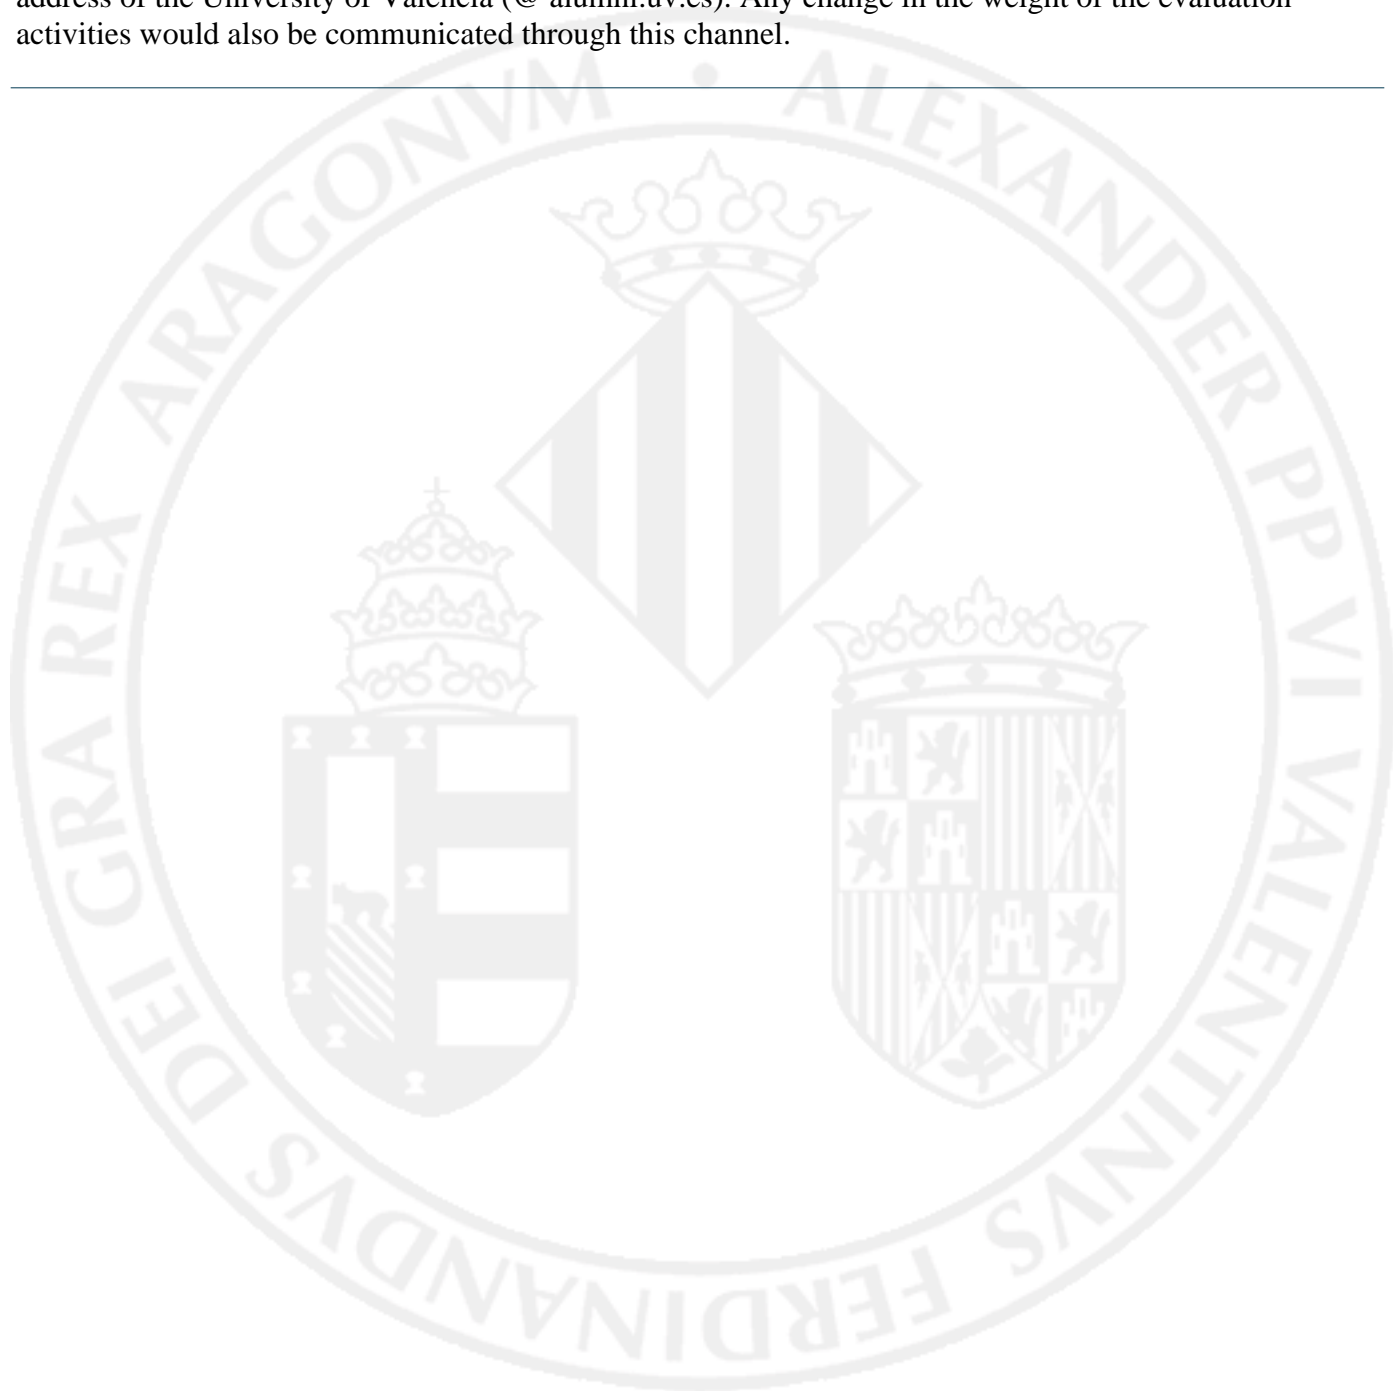 address of the University of Valencia (@ alumni.uv.es). Any change in the weight of the evaluation
activities would also be communicated through this channel.
ALEXANDER PP VI VALENTINVS FERDINANDVS DEI GRA REX ARAGONVM •